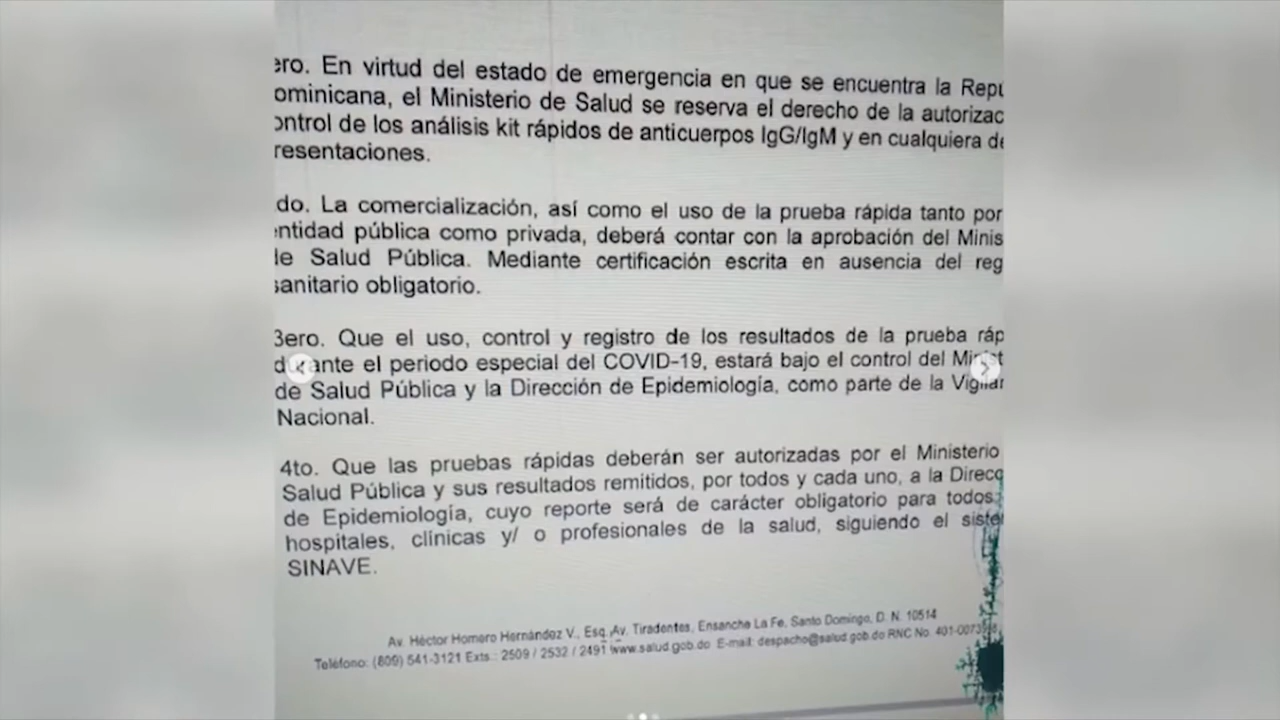 ero. En virtud del estado de emergencia en que se encuentra la Repú
ominicana, el Ministerio de Salud se reserva el derecho de la autorizac
ontrol de los análisis kit rápidos de anticuerpos IgG/IgM y en cualquiera de
resentaciones.
do. La comercialización, así como el uso de la prueba rápida tanto por
entidad pública como privada, deberá contar con la aprobación del Minis
de Salud Pública. Mediante certificación escrita en ausencia del reg
sanitario obligatorio.
3ero. Que el uso, control y registro de los resultados de la prueba ráp
durante el periodo especial del COVID-19, estará bajo el control del Minist
de Salud Pública y la Dirección de Epidemiología, como parte de la Vigilan
Nacional.
4to. Que las pruebas rápidas deberán ser autorizadas por el Ministerio
Salud Pública y sus resultados remitidos, por todos y cada uno, a la Direcc
de Epidemiología, cuyo reporte será de carácter obligatorio para todos
hospitales, clínicas y/ o profesionales de la salud, siguiendo el siste
SINAVE.
Av. Héctor Homero Hernández V., Esq. Av. Tiradentes, Ensanche La Fe, Santo Domingo, D. N. 10514
Teléfono: (809) 541-3121 Exts.: 2509 / 2532 / 2491 www.salud.gob.do E-mail: despacho@salud.gob.do RNC No.